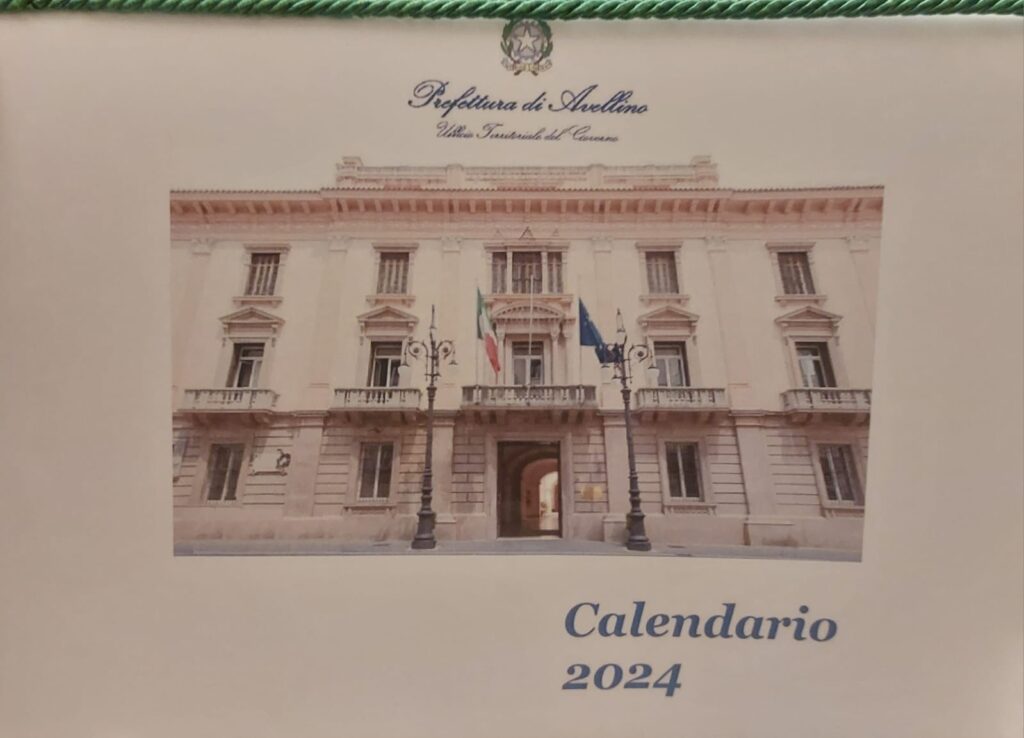 Prefettura di Avellino
Ufficio Territoriale del Governo
Calendario
2024